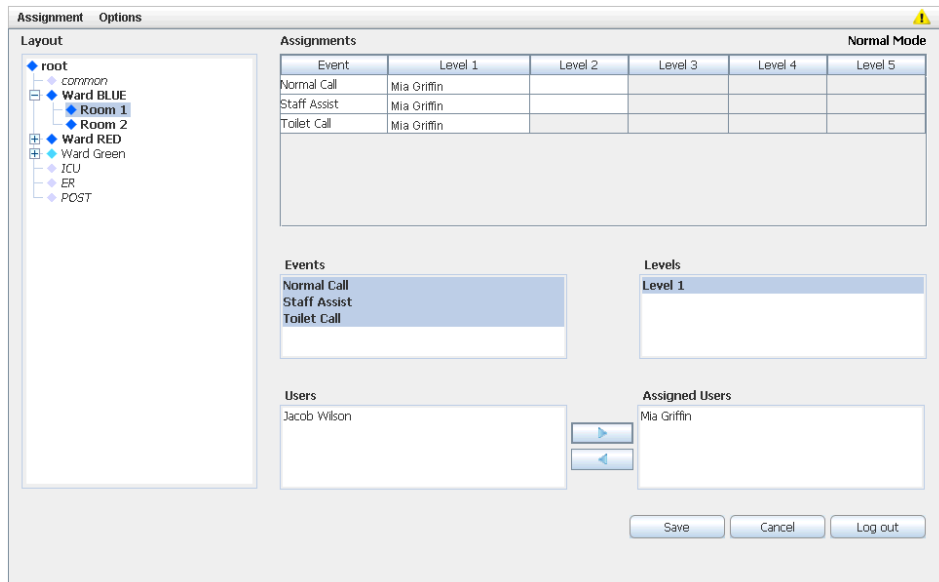 Assignment Options
Layout
Assignments
Normal Mode
root
common
Ward BLUE
Room 1
Room 2
Ward RED
Ward Green
ICU
ER
POST
Event Level 1 Level 2 Level 3 Level 4 Level 5
Normal Call Mia Griffin
Staff Assist Mia Griffin
Toilet Call Mia Griffin
Events
Normal Call
Staff Assist
Toilet Call
Levels
Level 1
Users
Jacob Wilson
Assigned Users
Mia Griffin
Save Cancel Log out